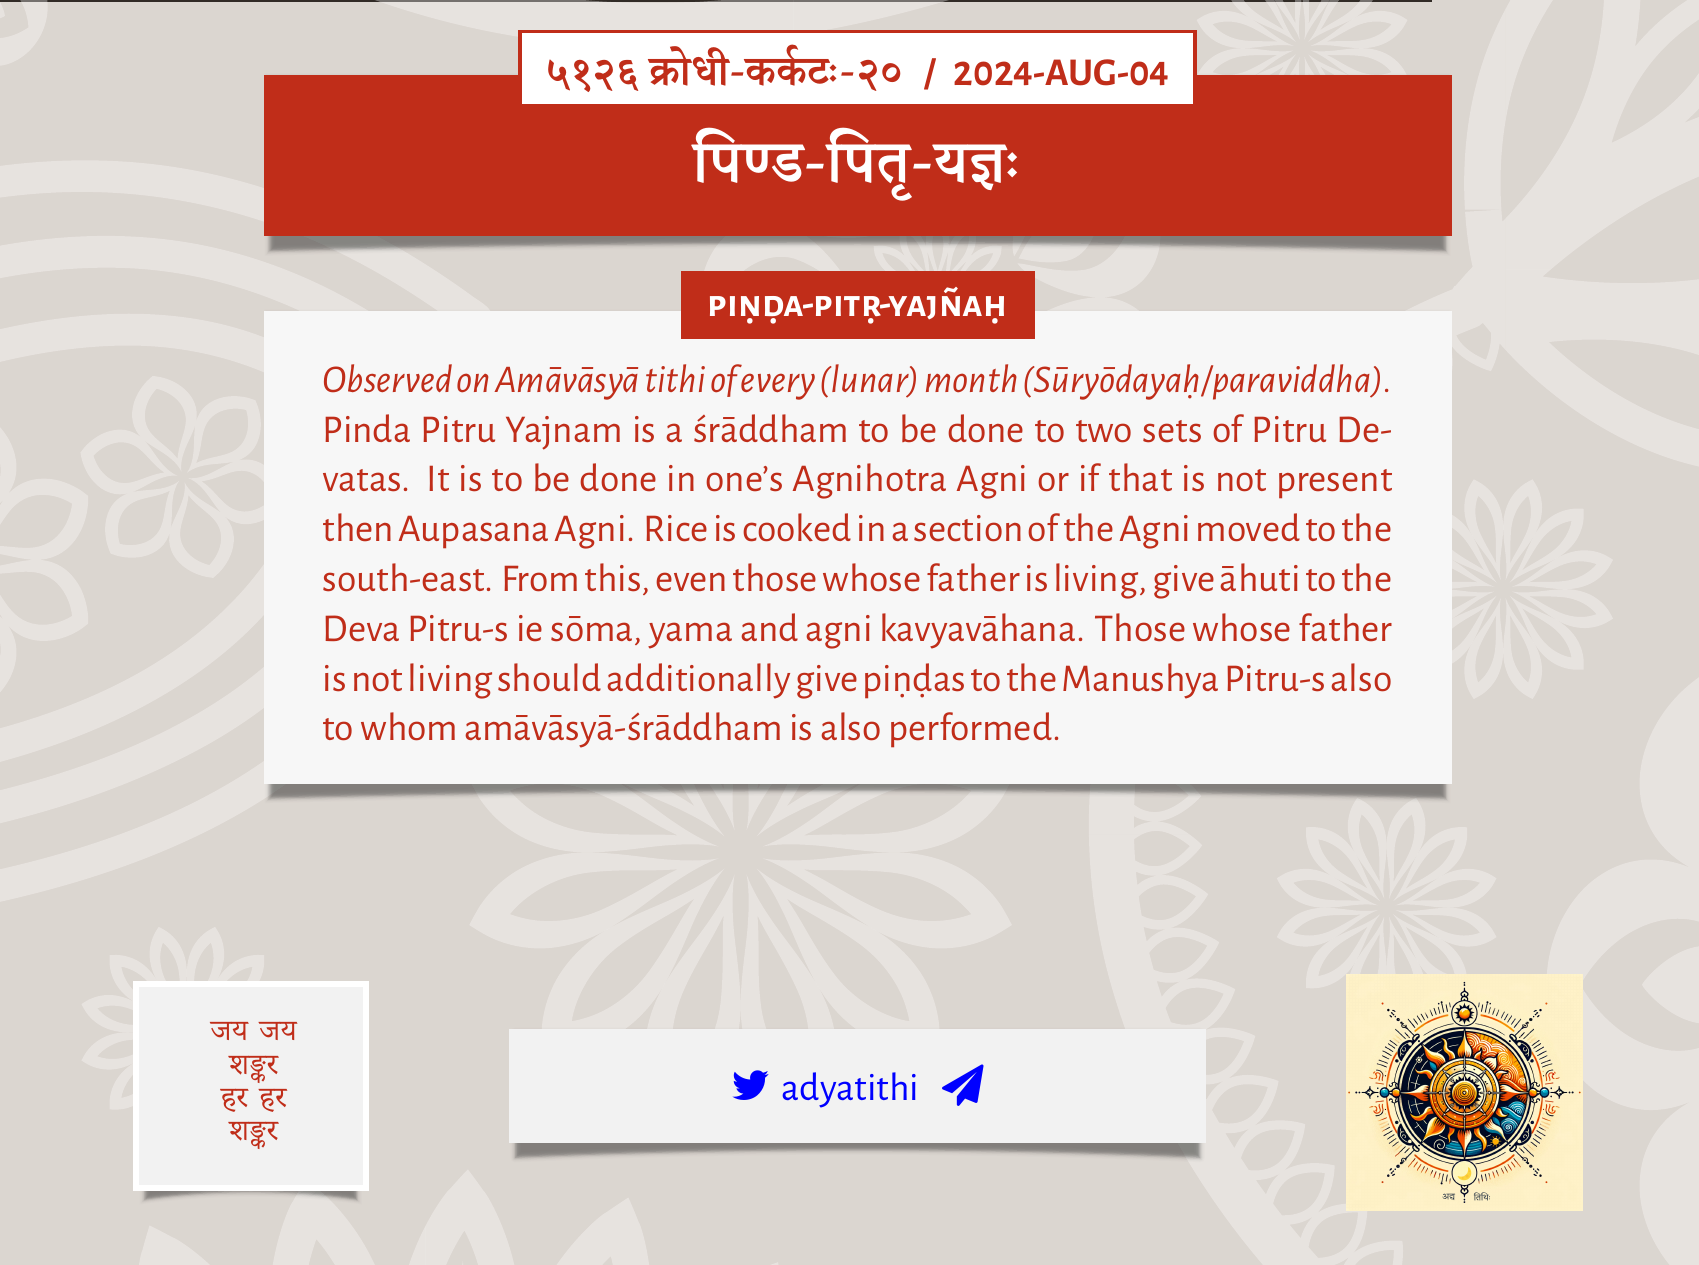 ५१२६ क्रोधी-कर्कटः-२० / 2024-AUG-04
पिण्ड-पितृ-यज्ञः
PIṆḌA-PITṚ-YAJÑAḤ
Observed on Amāvāsyā tithi of every (lunar) month (Sūryōdayaḥ/paraviddha).
Pinda Pitru Yajnam is a śrāddham to be done to two sets of Pitru De-
vatas. It is to be done in one’s Agnihotra Agni or if that is not present
then Aupasana Agni. Rice is cooked in a section of the Agni moved to the
south-east. From this, even those whose father is living, give āhuti to the
Deva Pitru-s ie sōma, yama and agni kavyavāhana. Those whose father
is not living should additionally give piṇḍas to the Manushya Pitru-s also
to whom amāvāsyā-śrāddham is also performed.
जय जय
शङ्कर
हर हर
शङ्कर
adyatithi
अद्य तिथिः